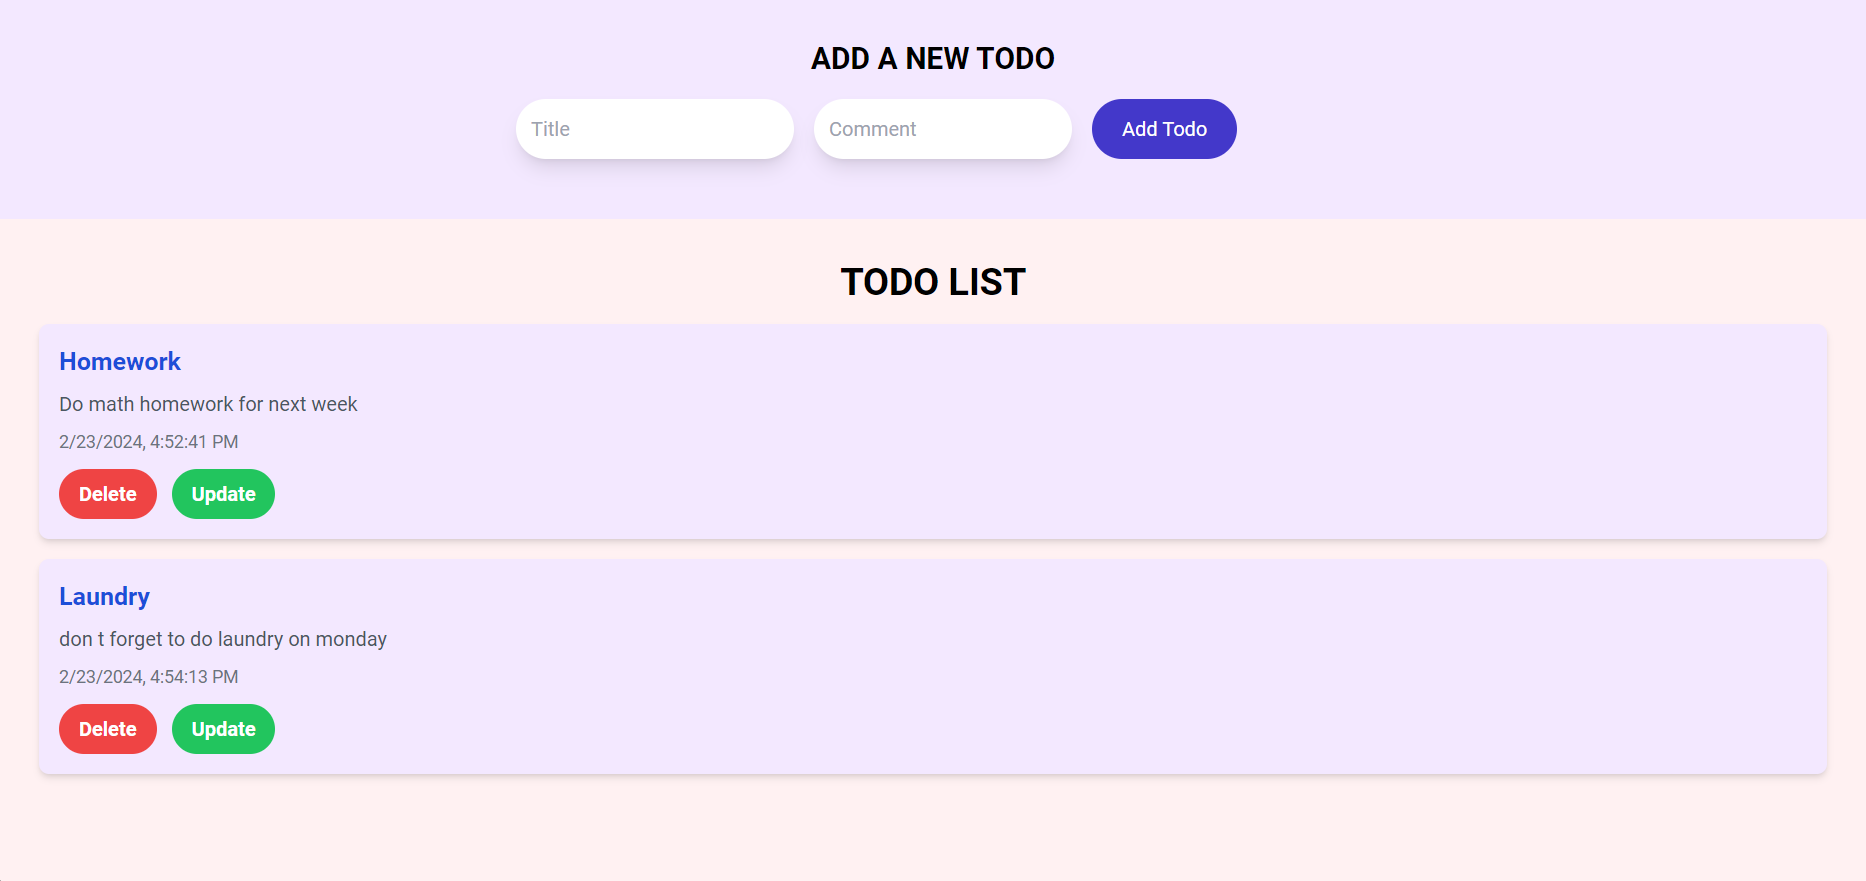 ADD A NEW TODO
Title
Comment
Add Todo
TODO LIST
Homework
Do math homework for next week
2/23/2024, 4:52:41 PM
Delete
Update
Laundry
don t forget to do laundry on monday
2/23/2024, 4:54:13 PM
Delete
Update